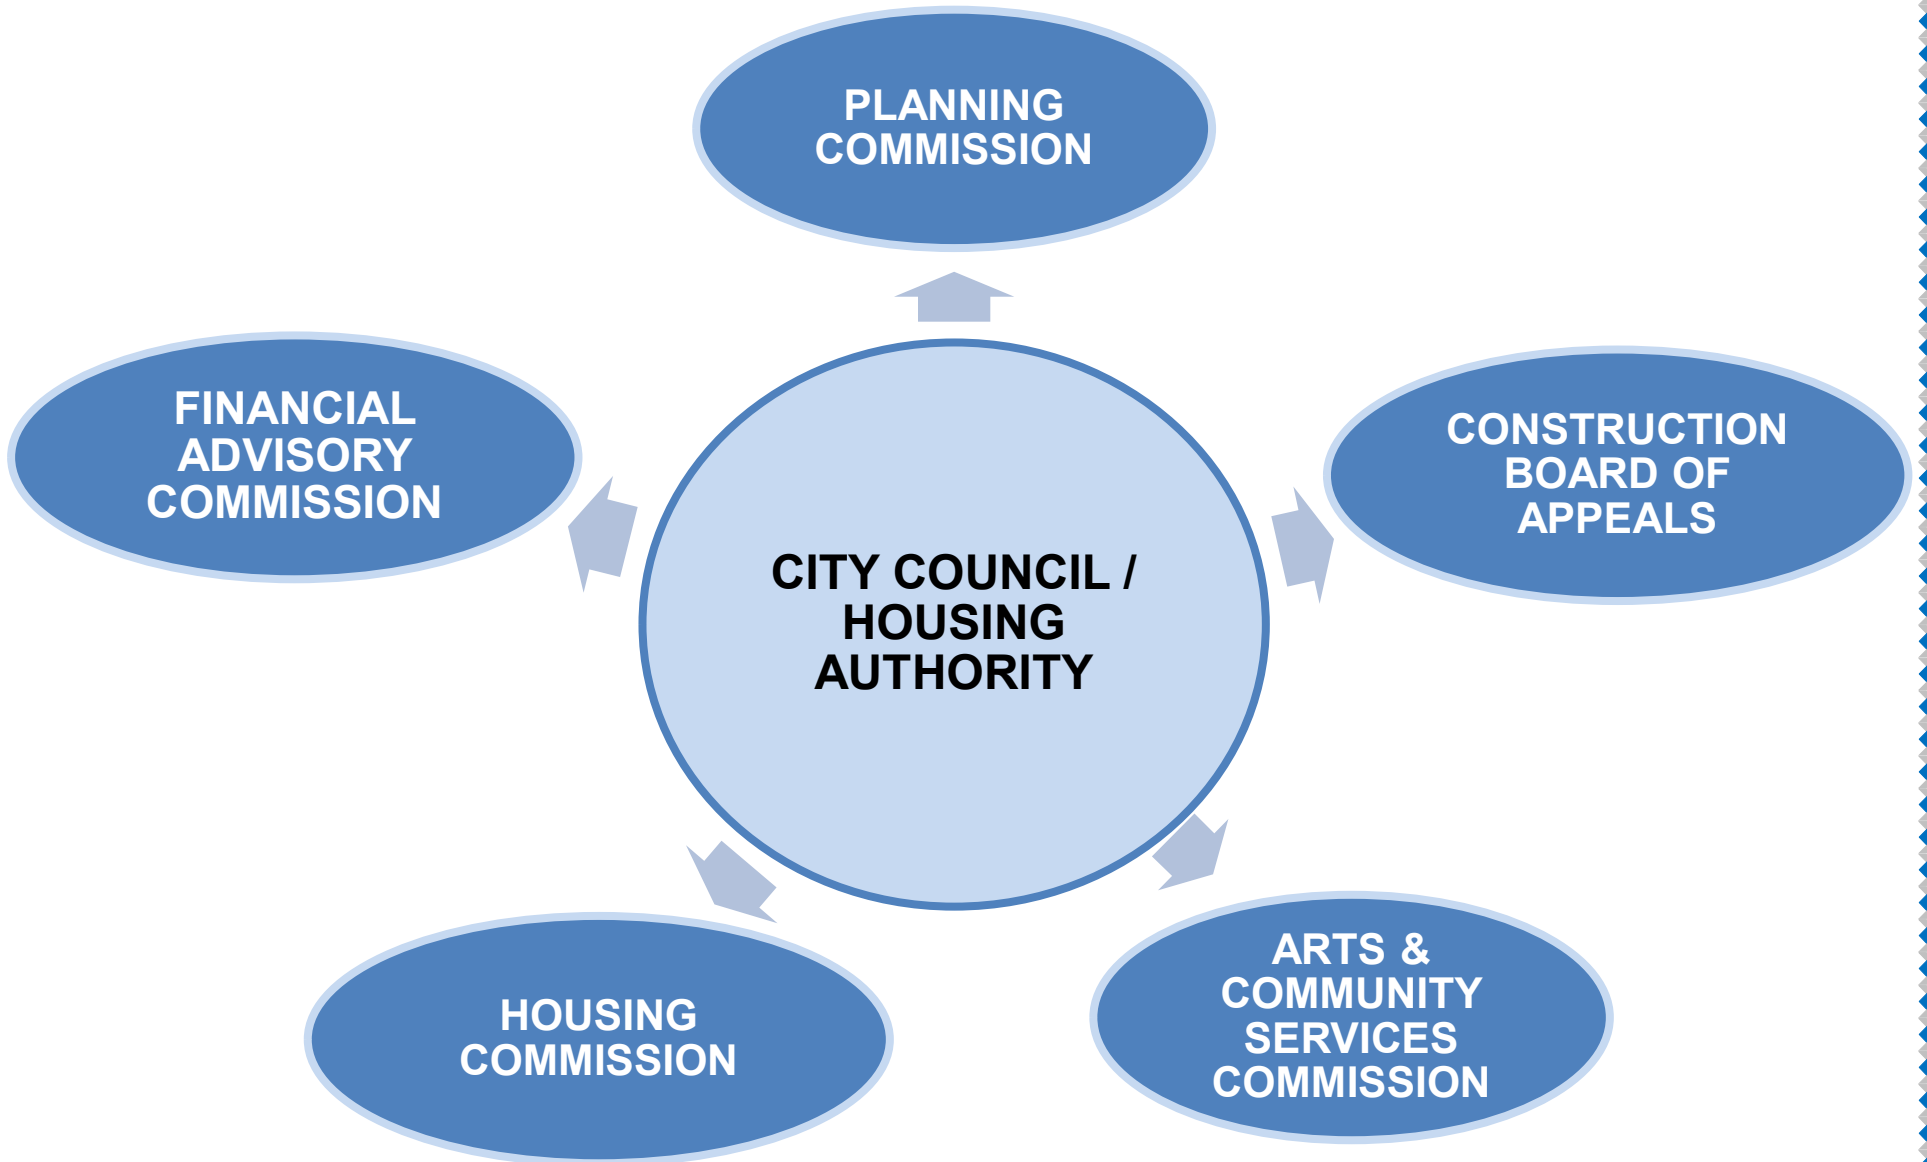 PLANNING
COMMISSION
FINANCIAL
ADVISORY
COMMISSION
CONSTRUCTION
BOARD OF
APPEALS
CITY COUNCIL /
HOUSING
AUTHORITY
HOUSING
COMMISSION
ARTS &
COMMUNITY
SERVICES
COMMISSION